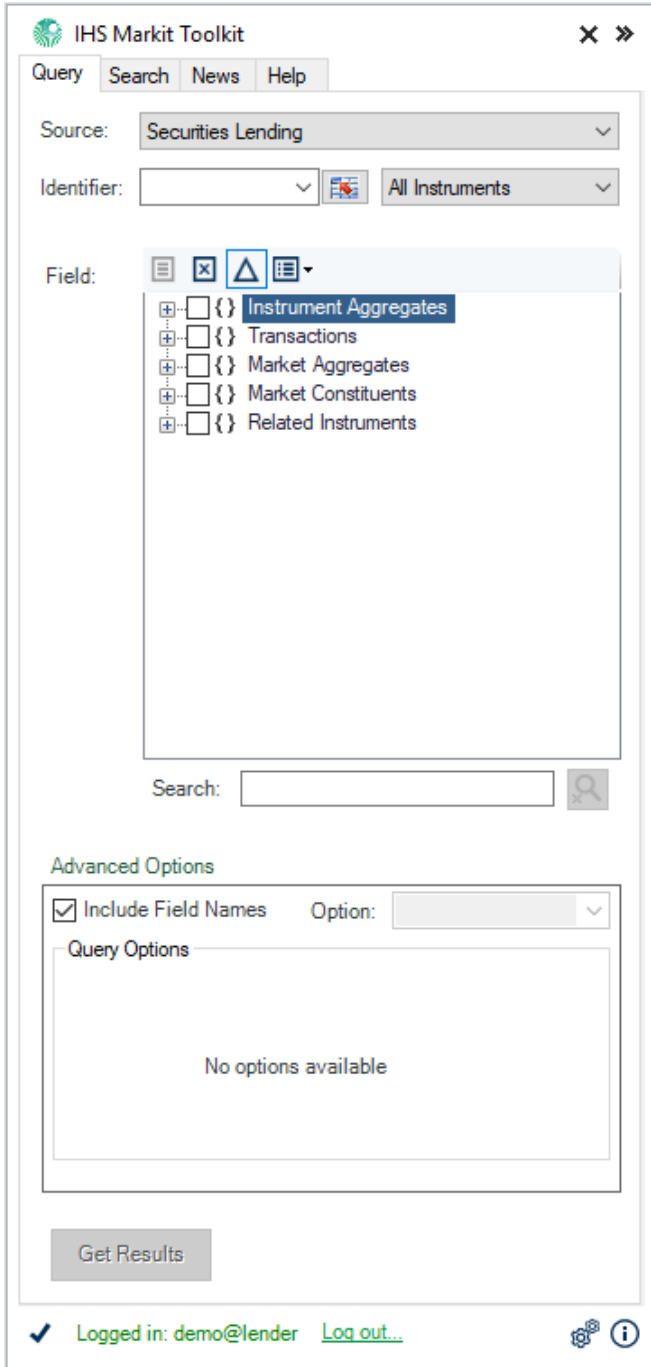 IHS Markit Toolkit
Query Search News Help
Source: Securities Lending
Identifier: All Instruments
Field:
{} Instrument Aggregates
{} Transactions
{} Market Aggregates
{} Market Constituents
{} Related Instruments
Search:
Advanced Options
Include Field Names Option:
Query Options
No options available
Get Results
Logged in: demo@lender Log out...